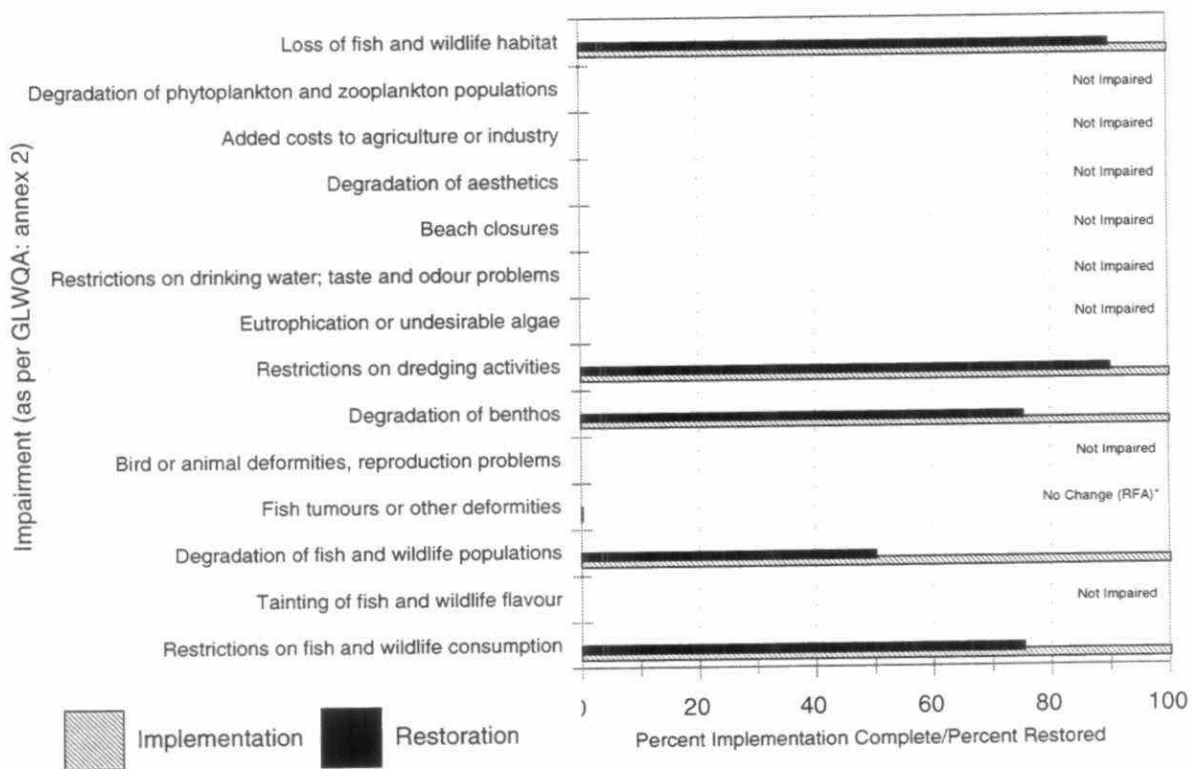 Impairment (as per GLWQA: annex 2)
Loss of fish and wildlife habitat
Degradation of phytoplankton and zooplankton populations Not Impaired
Added costs to agriculture or industry Not Impaired
Degradation of aesthetics Not Impaired
Beach closures Not Impaired
Restrictions on drinking water; taste and odour problems Not Impaired
Eutrophication or undesirable algae Not Impaired
Restrictions on dredging activities
Degradation of benthos
Bird or animal deformities, reproduction problems Not Impaired
Fish tumours or other deformities No Change (RFA)*
Degradation of fish and wildlife populations
Tainting of fish and wildlife flavour Not Impaired
Restrictions on fish and wildlife consumption
20 40 60 80 100
Percent Implementation Complete/Percent Restored
Implementation Restoration